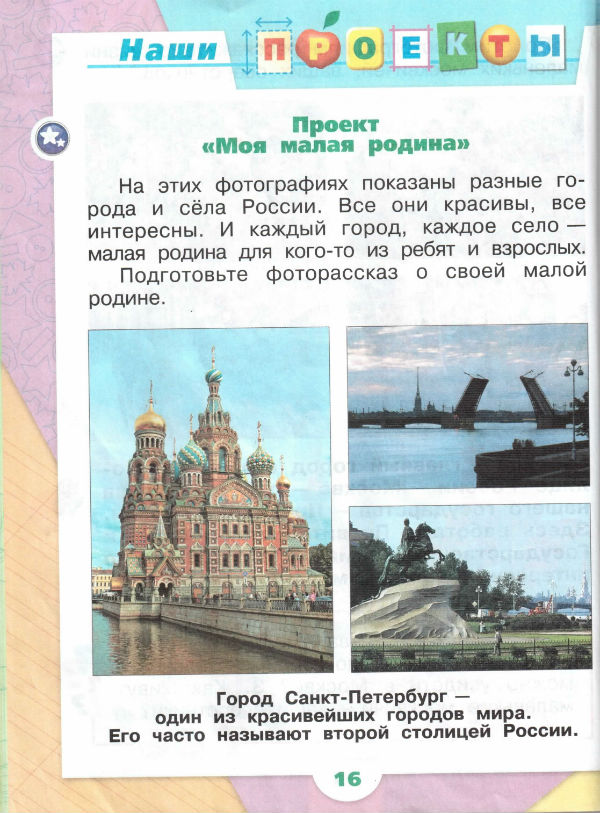 Наши ПРОЕКТЫ
Проект
«Моя малая родина»
На этих фотографиях показаны разные го-
рода и сёла России. Все они красивы, все
интересны. И каждый город, каждое село —
малая родина для кого-то из ребят и взрослых.
Подготовьте фоторассказ о своей малой
родине.
Город Санкт-Петербург —
один из красивейших городов мира.
Его часто называют второй столицей России.
16